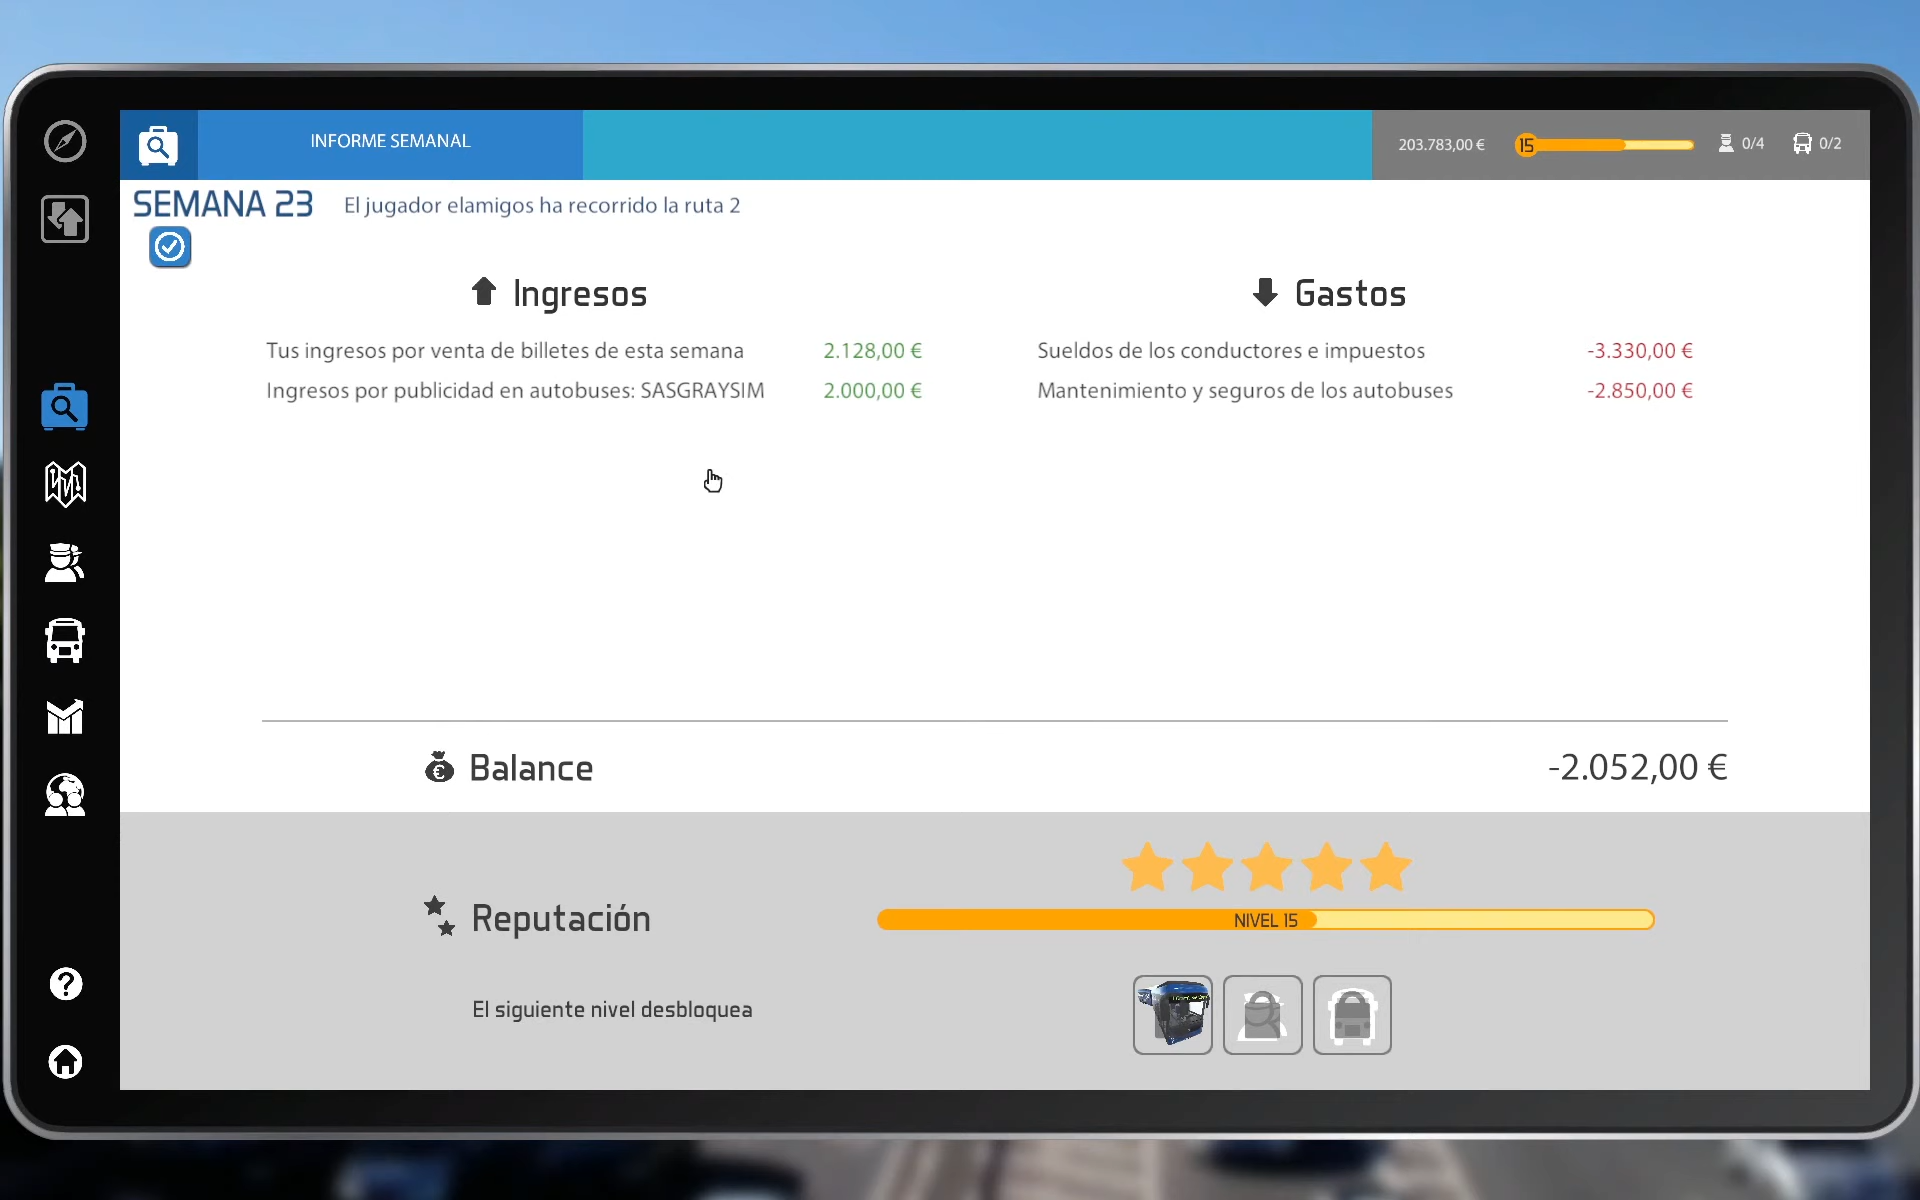 INFORME SEMANAL
203.783,00 €
15
0/4
0/2
SEMANA 23
El jugador elamigos ha recorrido la ruta 2
Ingresos
Gastos
Tus ingresos por venta de billetes de esta semana
2.128,00 €
Sueldos de los conductores e impuestos
-3.330,00 €
Ingresos por publicidad en autobuses: SASGRAYSIM
2.000,00 €
Mantenimiento y seguros de los autobuses
-2.850,00 €
Balance
-2.052,00 €
Reputación
NIVEL 15
El siguiente nivel desbloquea